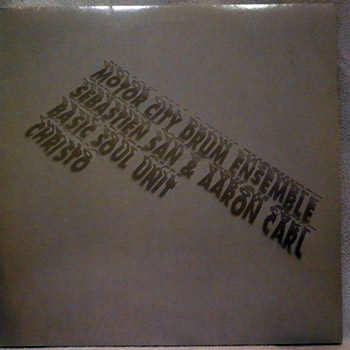 MOTOR CITY DRUM ENSEMBLE
SEBASTIEN SAN & AARON CARL
BASIC SOUL UNIT
CHRISTO